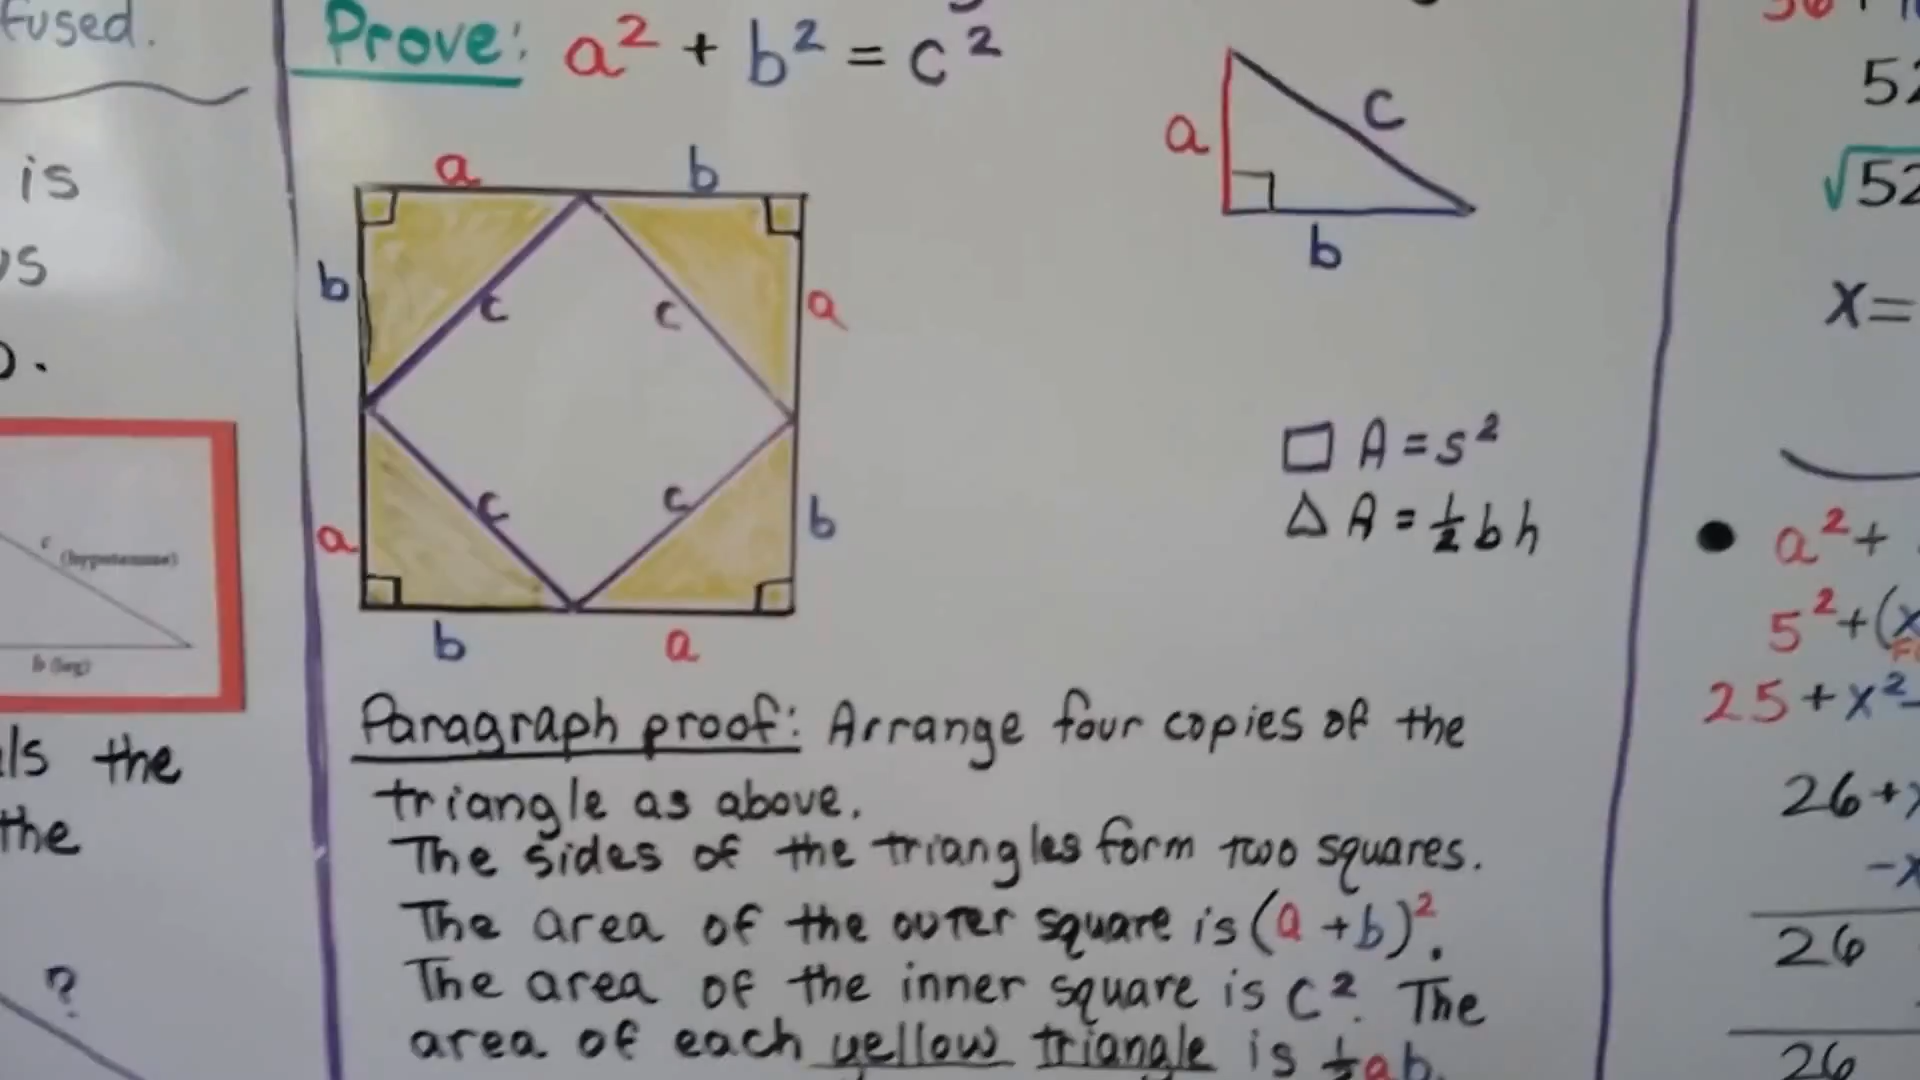 fused.
is
us
c
(hypotenuse)
b (leg)
the
the
?
Prove: a² + b² = c²
a
b
b
c
c
a
a
c
c
b
b
a
a
c
b
□ A = s²
△ A = ½ b h
Paragraph proof: Arrange four copies of the
triangle as above.
The sides of the triangles form two squares.
The area of the outer square is (a + b)².
The area of the inner square is c². The
area of each yellow triangle is ½ab.
52
√52
x =
• a² +
5² + (x
25 + x²
26 + x
- x
26
26